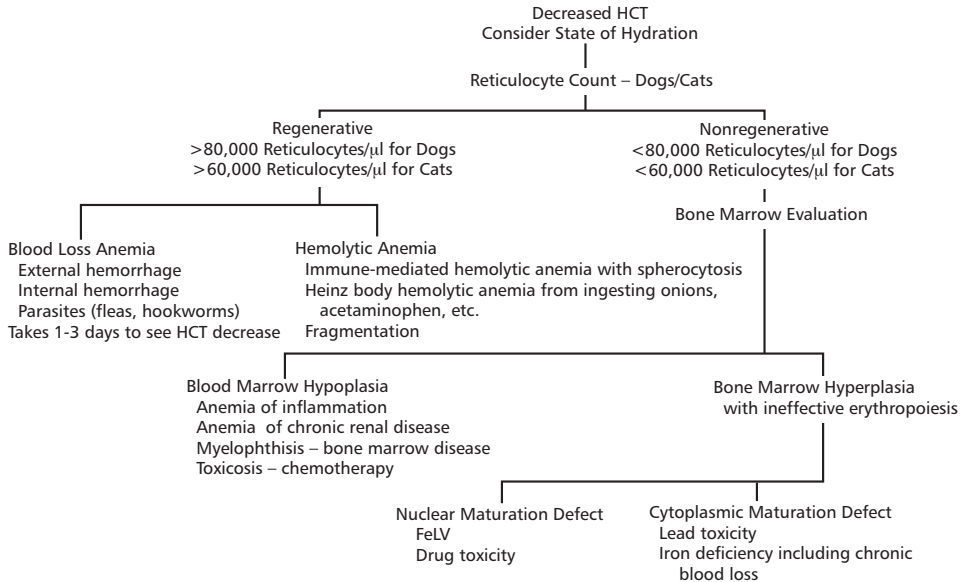 Decreased HCT
Consider State of Hydration
Reticulocyte Count – Dogs/Cats
Regenerative
>80,000 Reticulocytes/µl for Dogs
>60,000 Reticulocytes/µl for Cats
Nonregenerative
<80,000 Reticulocytes/µl for Dogs
<60,000 Reticulocytes/µl for Cats
Bone Marrow Evaluation
Blood Loss Anemia
External hemorrhage
Internal hemorrhage
Parasites (fleas, hookworms)
Takes 1-3 days to see HCT decrease
Hemolytic Anemia
Immune-mediated hemolytic anemia with spherocytosis
Heinz body hemolytic anemia from ingesting onions,
acetaminophen, etc.
Fragmentation
Blood Marrow Hypoplasia
Anemia of inflammation
Anemia of chronic renal disease
Myelophthisis – bone marrow disease
Toxicosis – chemotherapy
Bone Marrow Hyperplasia
with ineffective erythropoiesis
Nuclear Maturation Defect
FeLV
Drug toxicity
Cytoplasmic Maturation Defect
Lead toxicity
Iron deficiency including chronic
blood loss